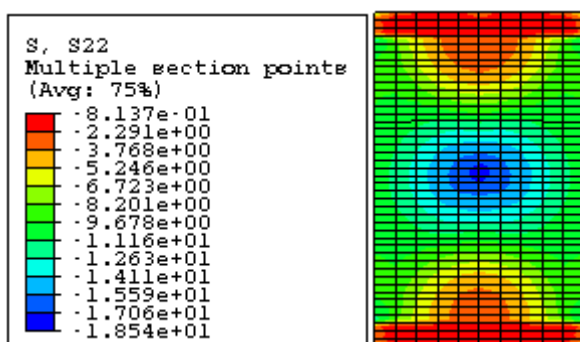 S, S22
Multiple section points
(Avg: 75%)
-8.137e-01
-2.291e+00
-3.768e+00
-5.246e+00
-6.723e+00
-8.201e+00
-9.678e+00
-1.116e+01
-1.263e+01
-1.411e+01
-1.559e+01
-1.706e+01
-1.854e+01